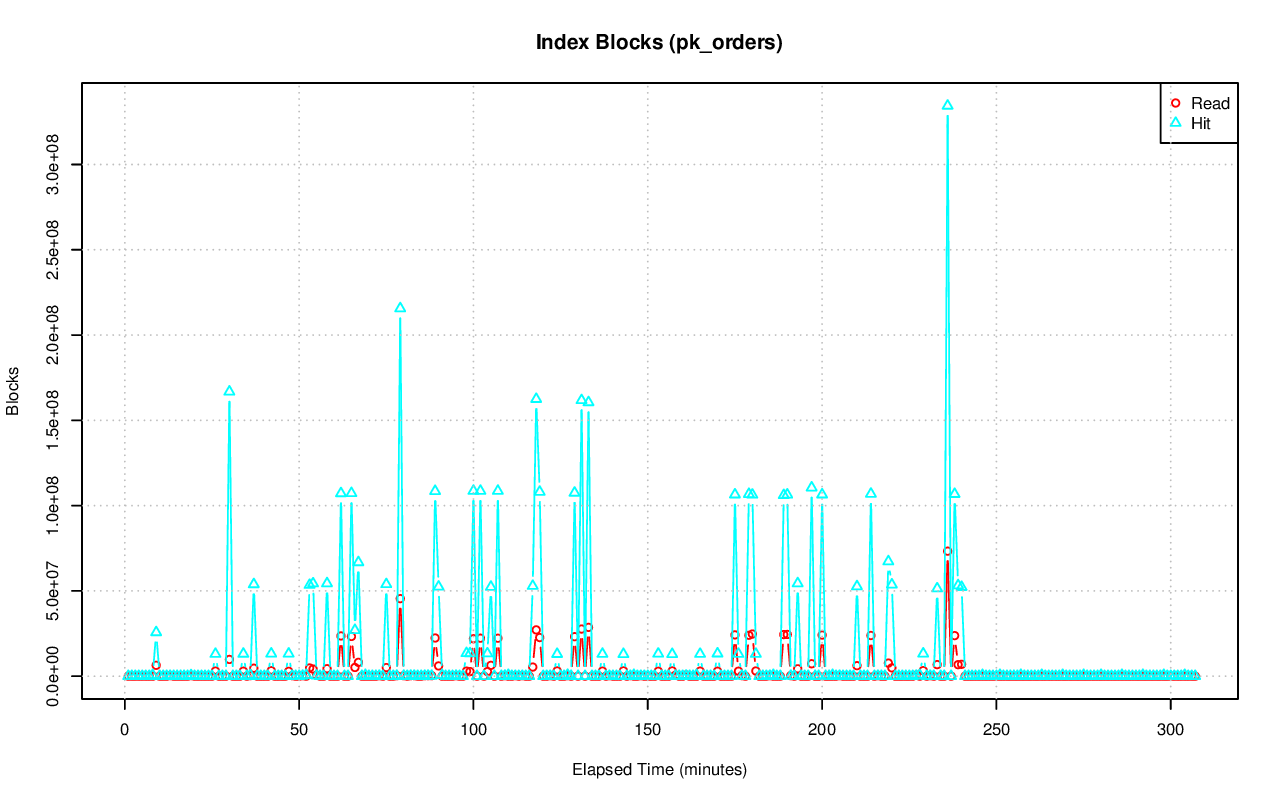 Index Blocks (pk_orders)
Read
Hit
Blocks
3.0e+08
2.5e+08
2.0e+08
1.5e+08
1.0e+08
5.0e+07
0.0e+00
0 50 100 150 200 250 300
Elapsed Time (minutes)